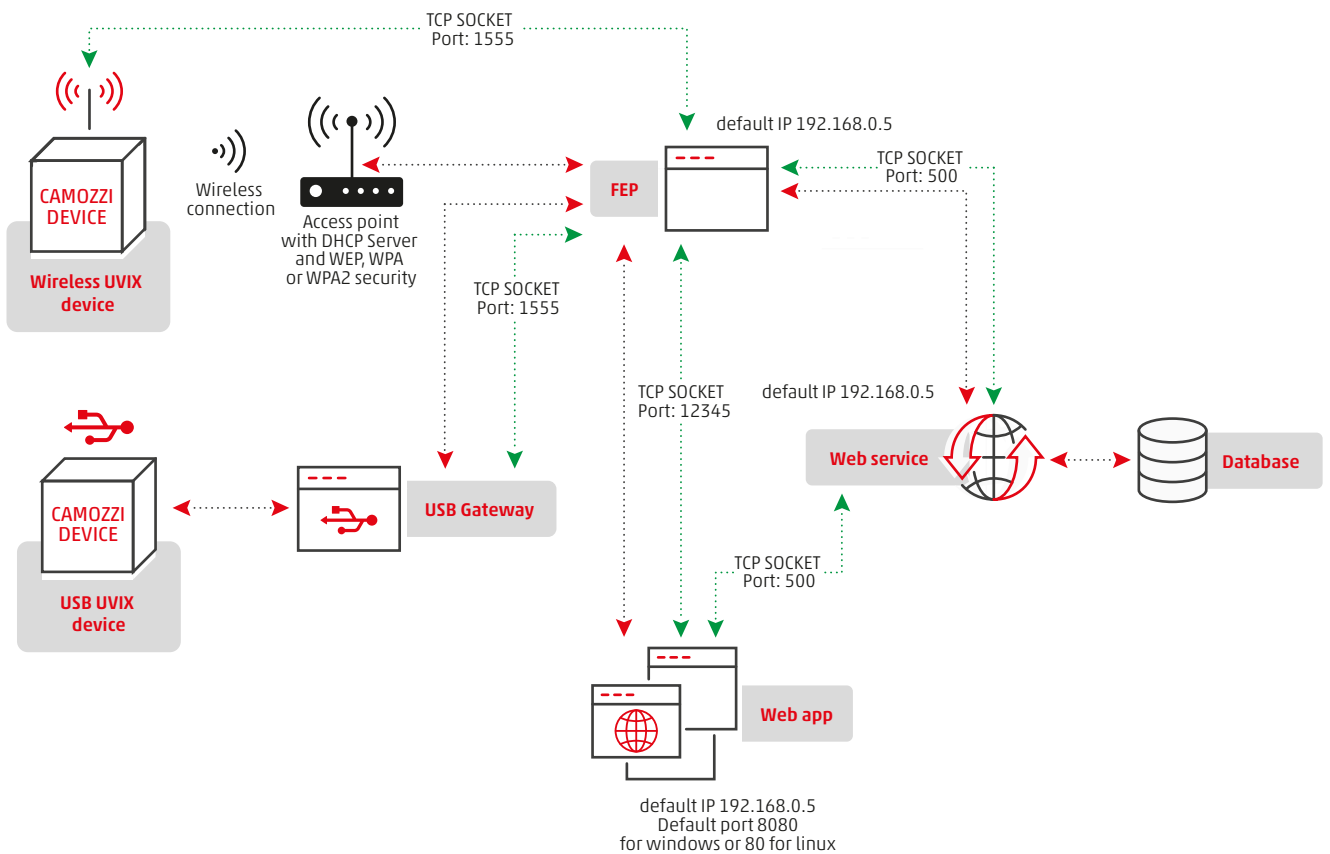 TCP SOCKET
Port: 1555
default IP 192.168.0.5
TCP SOCKET
Port: 500
CAMOZZI
DEVICE
Wireless
connection
FEP
Access point
with DHCP Server
and WEP, WPA
or WPA2 security
Wireless UVIX
device
TCP SOCKET
Port: 1555
TCP SOCKET
Port: 12345
default IP 192.168.0.5
Web service
Database
CAMOZZI
DEVICE
USB Gateway
TCP SOCKET
Port: 500
USB UVIX
device
Web app
default IP 192.168.0.5
Default port 8080
for windows or 80 for linux